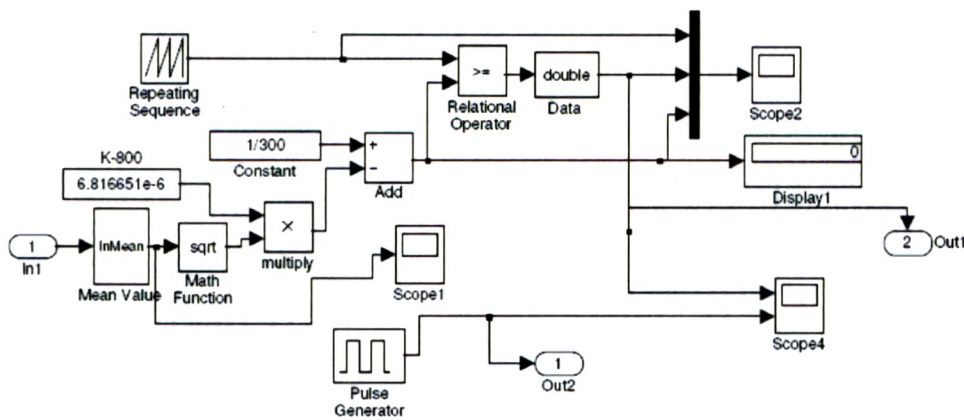 Repeating
Sequence
>=
Relational
Operator
double
Data
Scope2
1/300
Constant
+
−
Add
0
Display1
K-800
6.816651e-6
×
multiply
1
In1
InMean
Mean Value
sqrt
Math
Function
Scope1
2
Out1
Scope4
Pulse
Generator
1
Out2